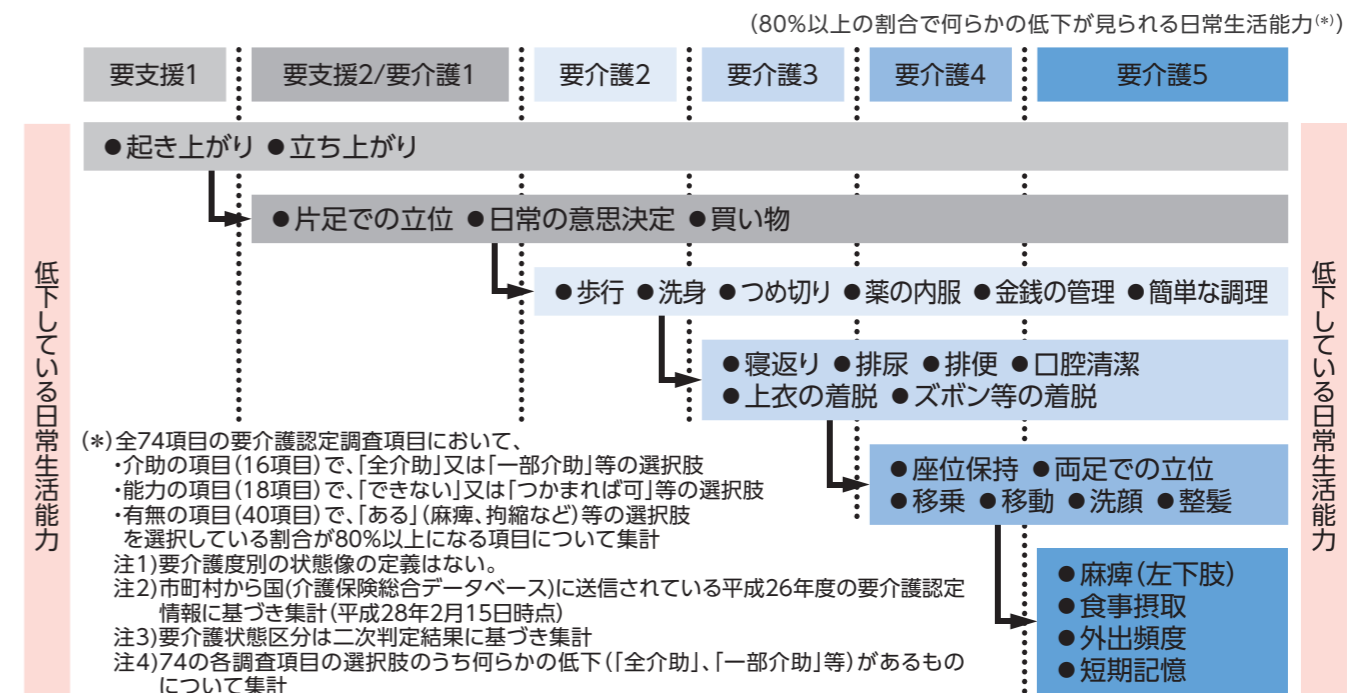 (80%以上の割合で何らかの低下が見られる日常生活能力(*))
要支援1 要支援2/要介護1 要介護2 要介護3 要介護4 要介護5
低下している日常生活能力
●起き上がり ●立ち上がり
●片足での立位 ●日常の意思決定 ●買い物
●歩行 ●洗身 ●つめ切り ●薬の内服 ●金銭の管理 ●簡単な調理
●寝返り ●排尿 ●排便 ●口腔清潔
●上衣の着脱 ●ズボン等の着脱
●座位保持 ●両足での立位
●移乗 ●移動 ●洗顔 ●整髪
●麻痺(左下肢)
●食事摂取
●外出頻度
●短期記憶
(*)全74項目の要介護認定調査項目において、
・介助の項目(16項目)で、「全介助」又は「一部介助」等の選択肢
・能力の項目(18項目)で、「できない」又は「つかまれば可」等の選択肢
・有無の項目(40項目)で、「ある」(麻痺、拘縮など)等の選択肢
を選択している割合が80%以上になる項目について集計
注1)要介護度別の状態像の定義はない。
注2)市町村から国(介護保険総合データベース)に送信されている平成26年度の要介護認定
情報に基づき集計(平成28年2月15日時点)
注3)要介護状態区分は二次判定結果に基づき集計
注4)74の各調査項目の選択肢のうち何らかの低下(「全介助」、「一部介助」等)があるもの
について集計
低下している日常生活能力